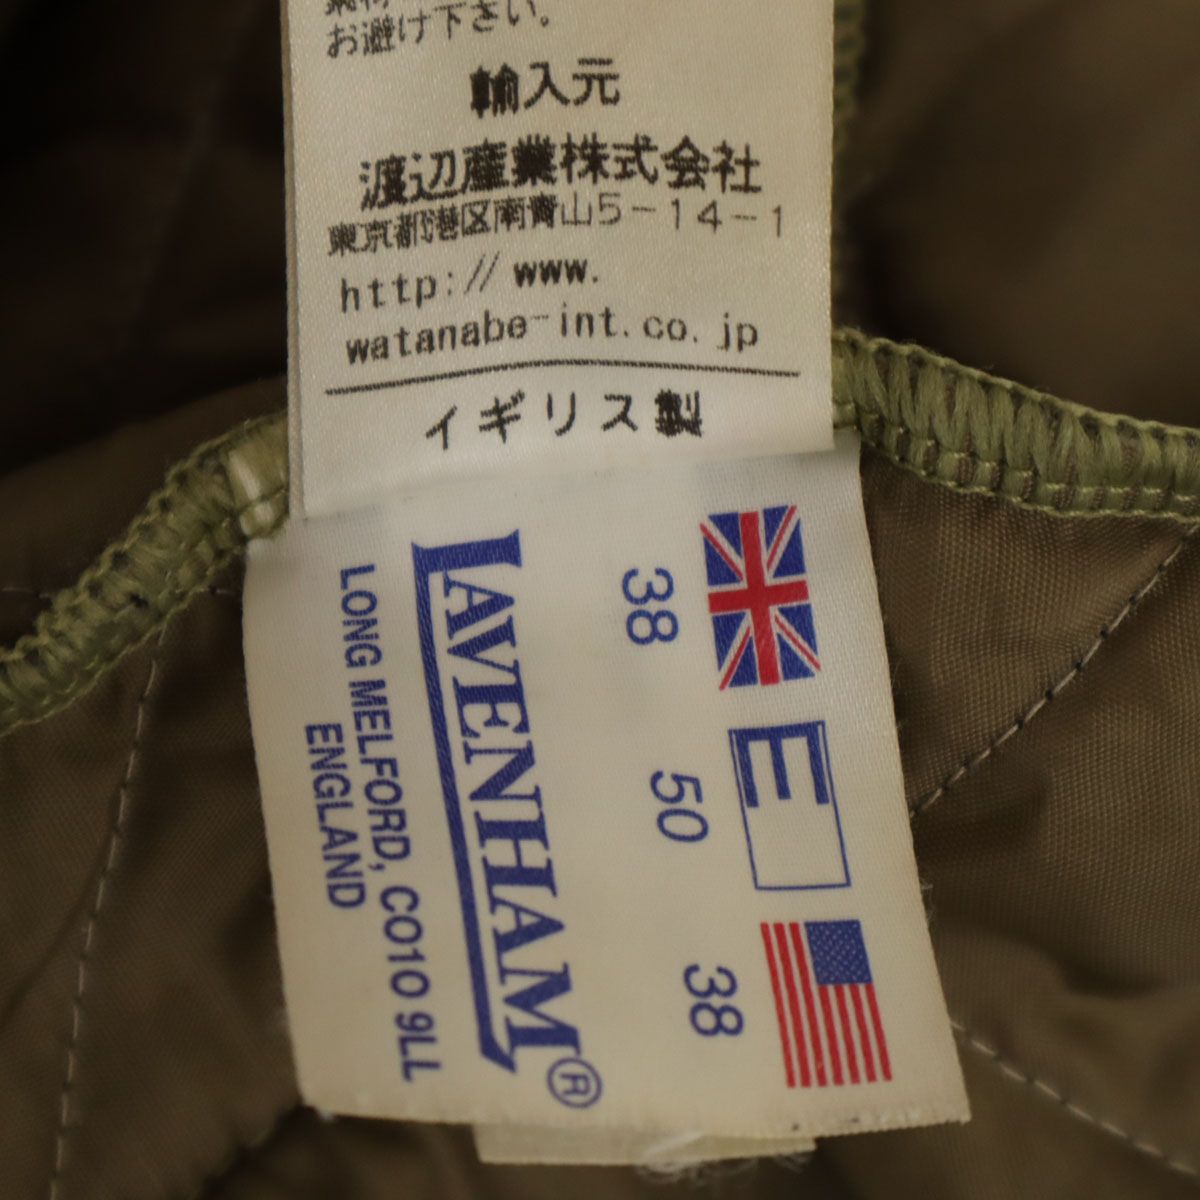 お避け下さい。
輸入元
渡辺産業株式会社
東京都港区南青山5-14-1
http://www.
watanabe-int.co.jp
イギリス製
38
E
50
38
LAVENHAM®
LONG MELFORD, CO10 9LL
ENGLAND